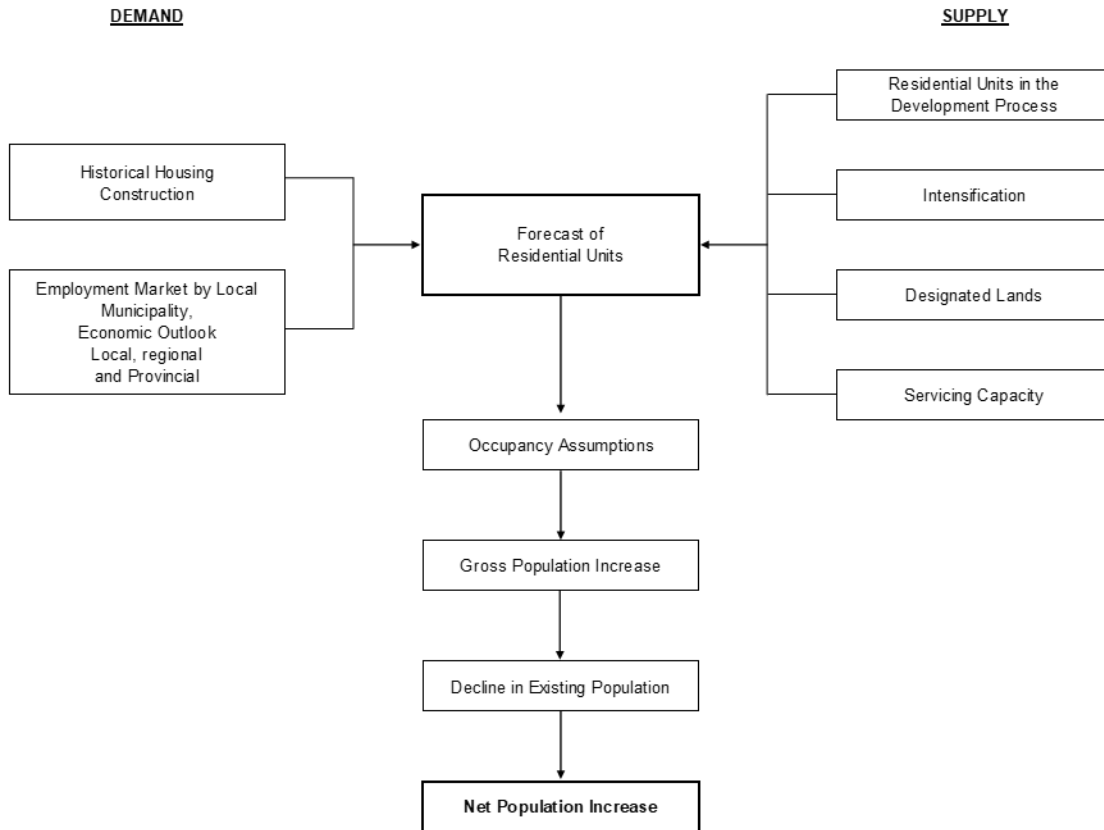 DEMAND
SUPPLY
Historical Housing
Construction
Employment Market by Local
Municipality,
Economic Outlook
Local, regional
and Provincial
Forecast of
Residential Units
Residential Units in the
Development Process
Intensification
Designated Lands
Servicing Capacity
Occupancy Assumptions
Gross Population Increase
Decline in Existing Population
Net Population Increase